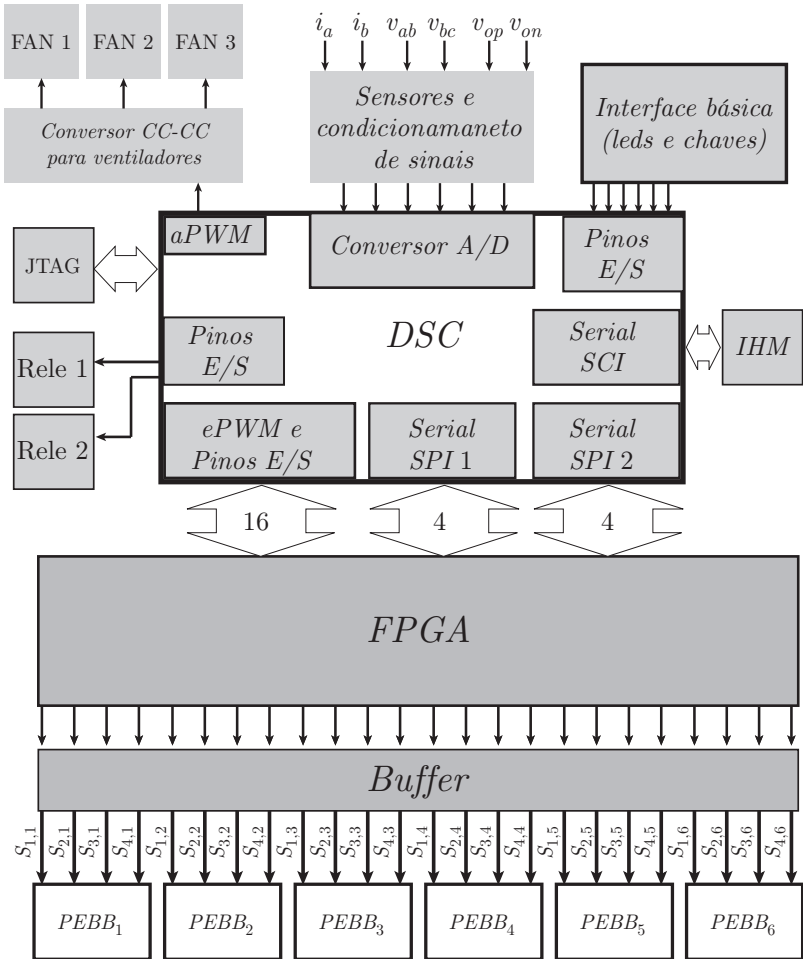 FAN 1 FAN 2 FAN 3
i_a i_b v_ab v_bc v_op v_on
Conversor CC-CC
para ventiladores
Sensores e
condicionamaneto
de sinais
Interface básica
(leds e chaves)
aPWM
Conversor A/D
Pinos
E/S
JTAG
DSC
Pinos
E/S
Serial
SCI
IHM
Rele 1
Rele 2
ePWM e
Pinos E/S
Serial
SPI 1
Serial
SPI 2
16 4 4
FPGA
Buffer
S_1,1 S_2,1 S_3,1 S_4,1 S_1,2 S_2,2 S_3,2 S_4,2 S_1,3 S_2,3 S_3,3 S_4,3 S_1,4 S_2,4 S_3,4 S_4,4 S_1,5 S_2,5 S_3,5 S_4,5 S_1,6 S_2,6 S_3,6 S_4,6
PEBB_1 PEBB_2 PEBB_3 PEBB_4 PEBB_5 PEBB_6